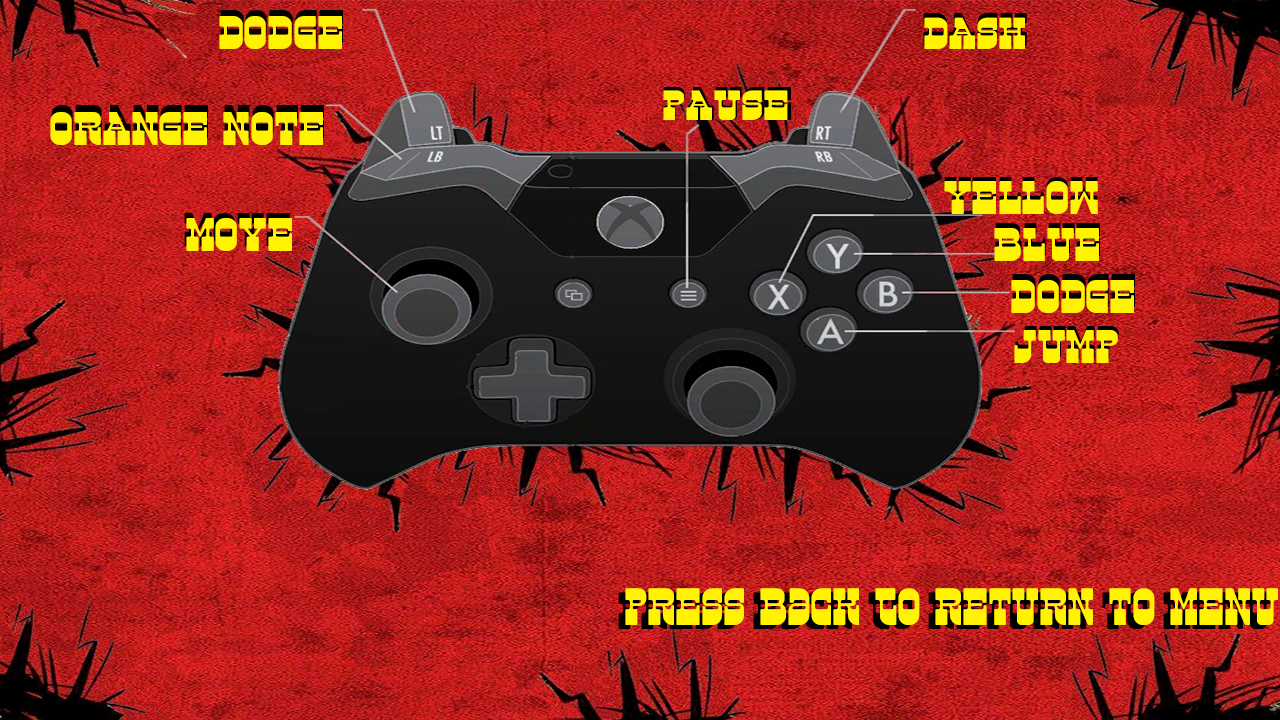 DODGE
DASH
ORANGE NOTE
PAUSE
LT
RT
LB
RB
MOVE
YELLOW
BLUE
DODGE
JUMP
Y
X
B
A
PRESS BACK TO RETURN TO MENU